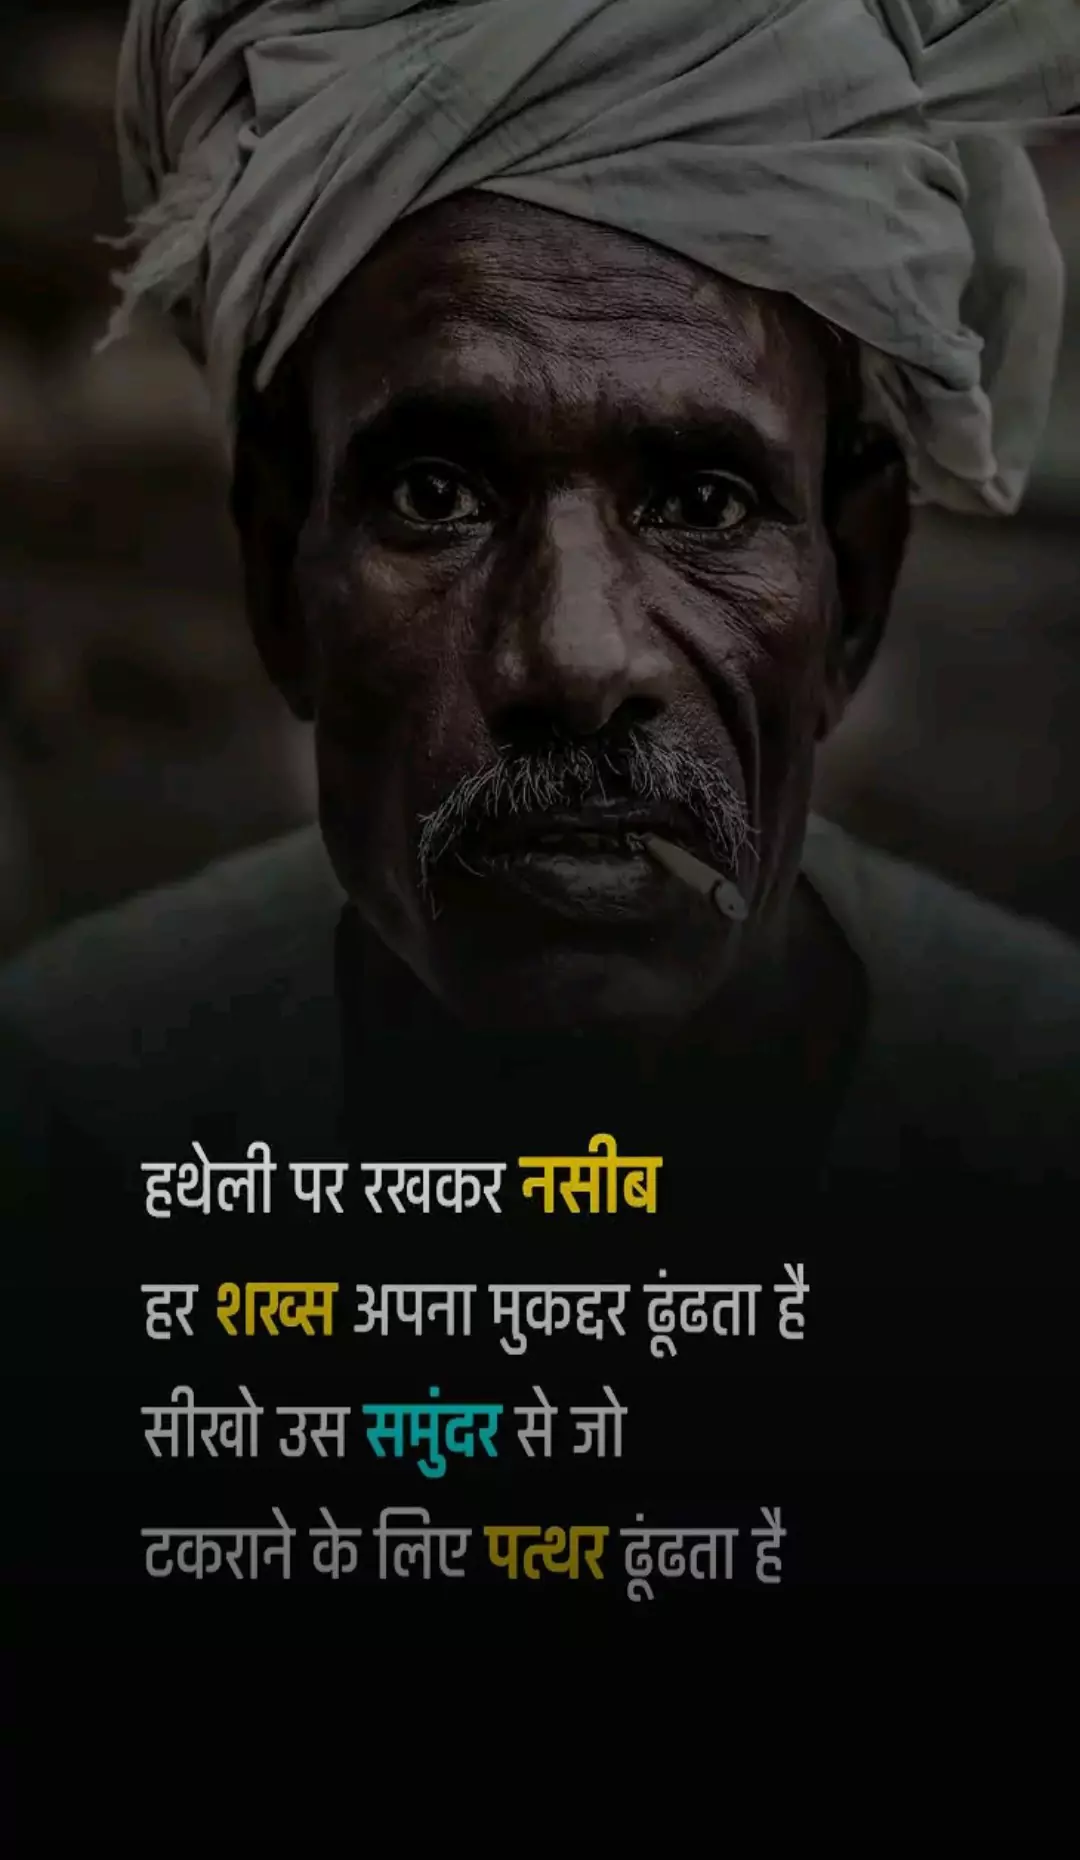 हथेली पर रखकर नसीब
हर शख्स अपना मुकद्दर ढूंढता है
सीखो उस समुंदर से जो
टकराने के लिए पत्थर ढूंढता है